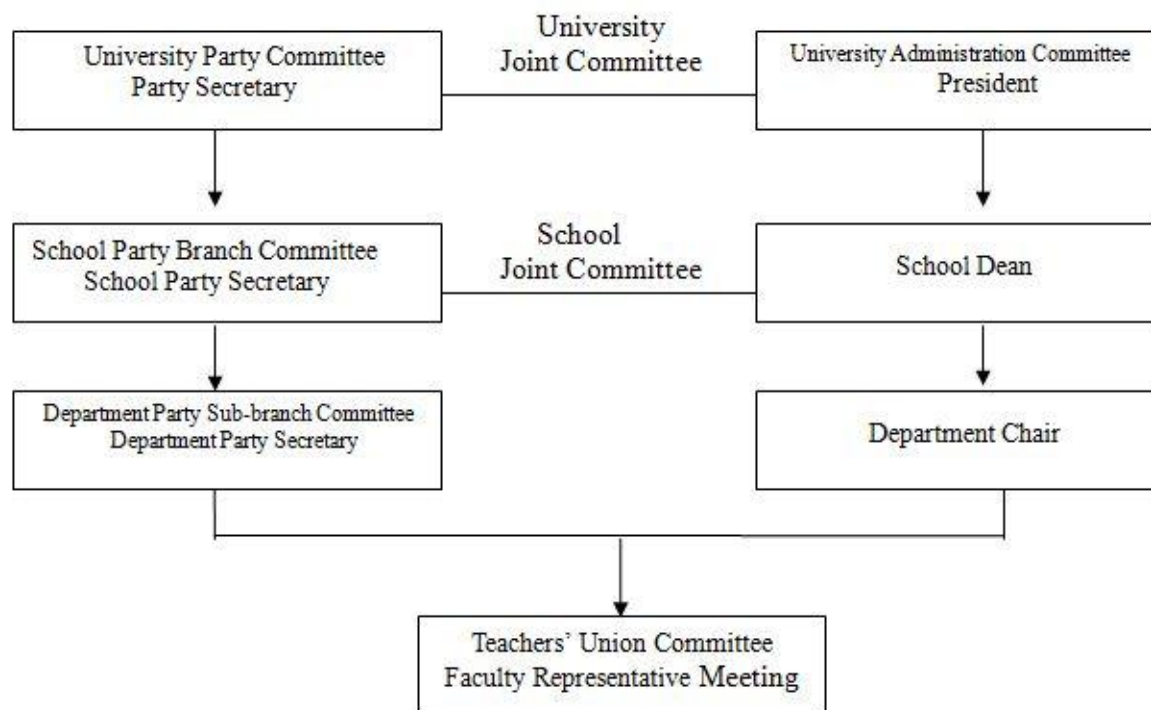 University Party Committee
Party Secretary
University
Joint Committee
University Administration Committee
President
School Party Branch Committee
School Party Secretary
School
Joint Committee
School Dean
Department Party Sub-branch Committee
Department Party Secretary
Department Chair
Teachers’ Union Committee
Faculty Representative Meeting